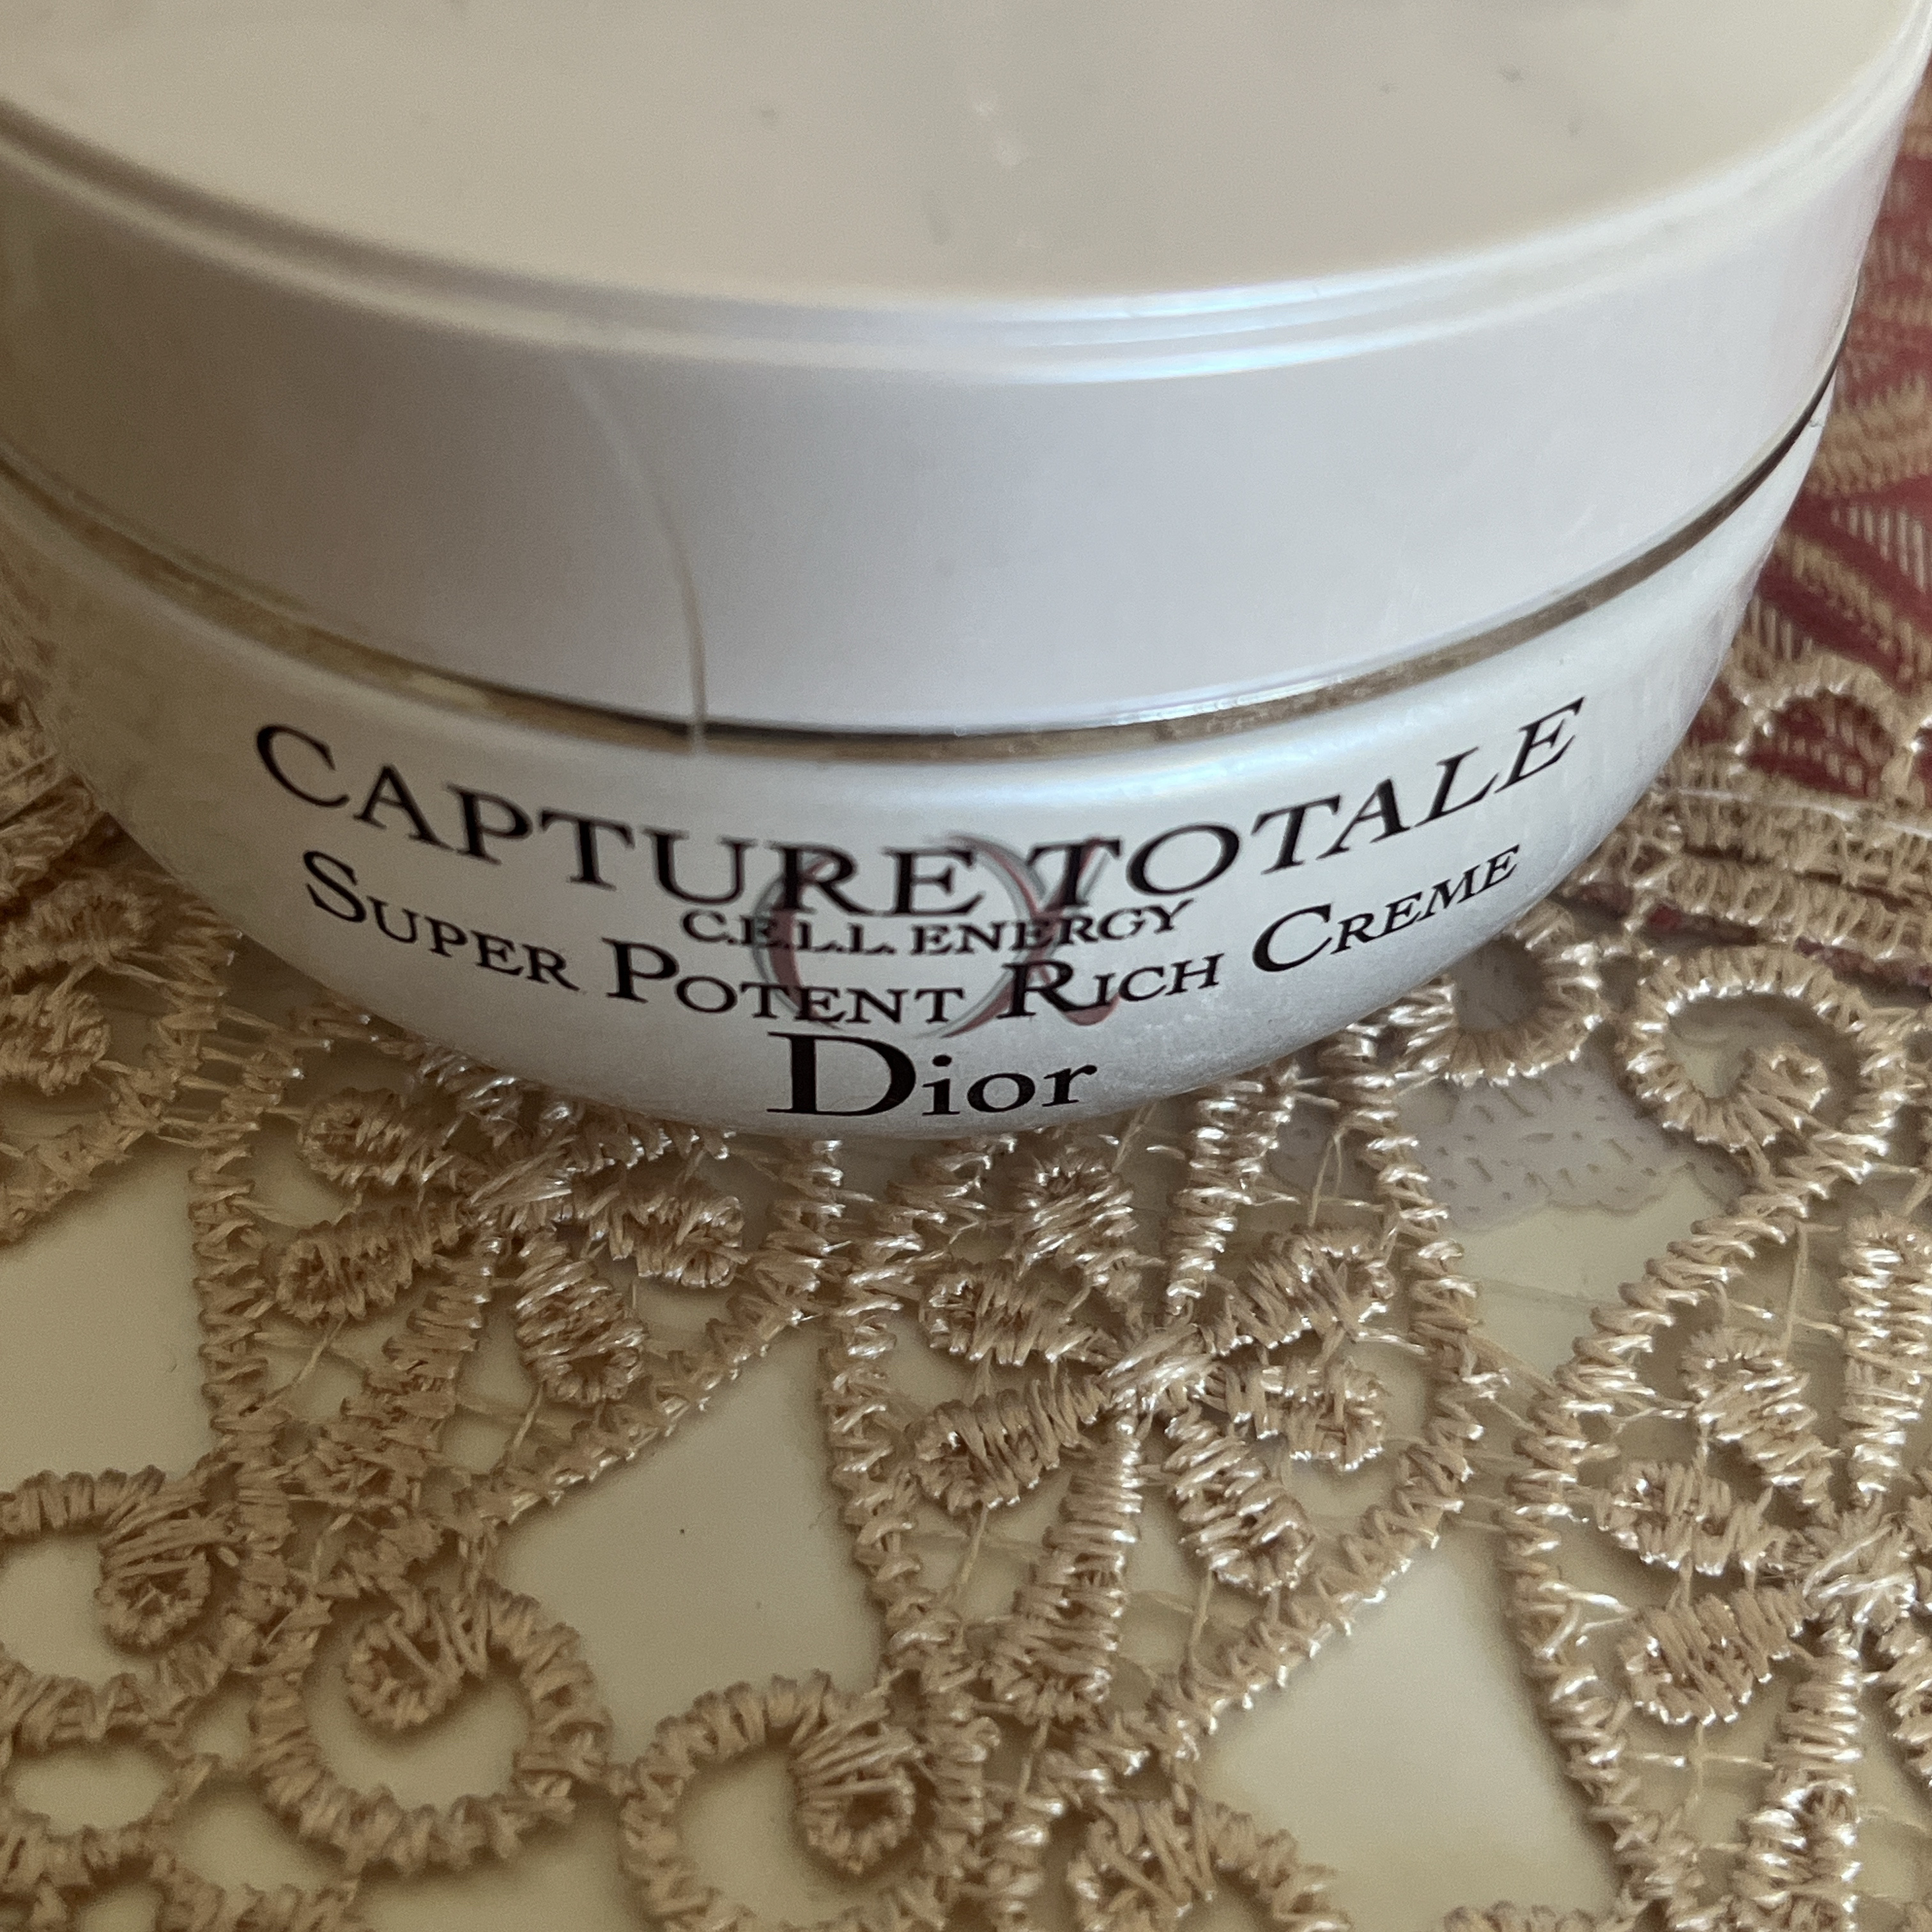 CAPTURE TOTALE
C.E.L.L. ENERGY
SUPER POTENT RICH CREME
Dior